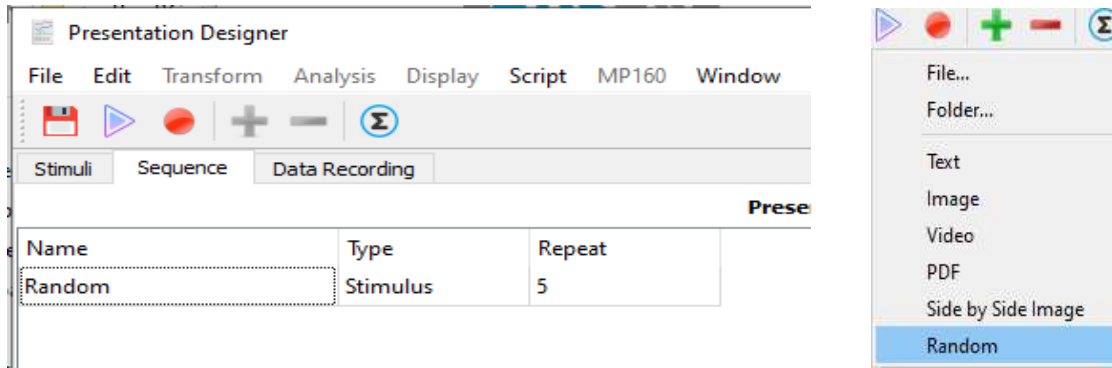 Presentation Designer
File Edit Transform Analysis Display Script MP160 Window
Σ
Stimuli Sequence Data Recording
Name Type Repeat
Random Stimulus 5
Σ
File...
Folder...
Text
Image
Video
PDF
Side by Side Image
Random